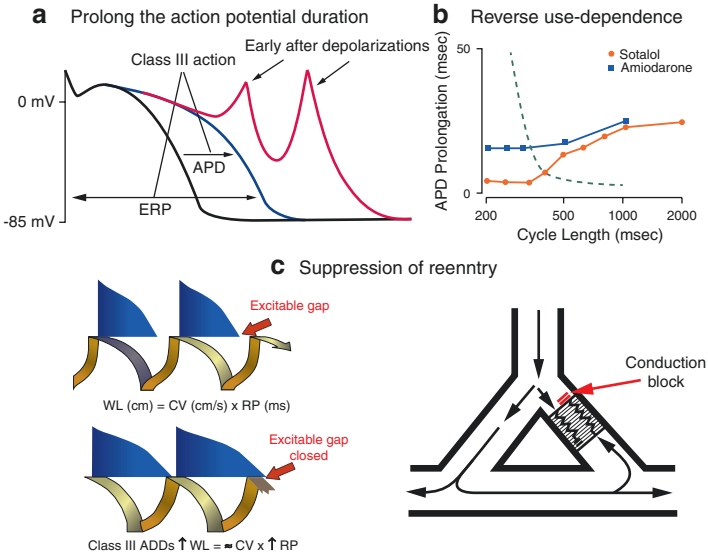 a Prolong the action potential duration
Class III action
Early after depolarizations
0 mV
APD
ERP
-85 mV
b Reverse use-dependence
50
Sotalol
Amiodarone
APD Prolongation (msec)
0
200
500
1000
2000
Cycle Length (msec)
c Suppression of reenntry
Excitable gap
WL (cm) = CV (cm/s) x RP (ms)
Excitable gap
closed
Class III ADDs ↑ WL = ≈ CV x ↑ RP
Conduction
block